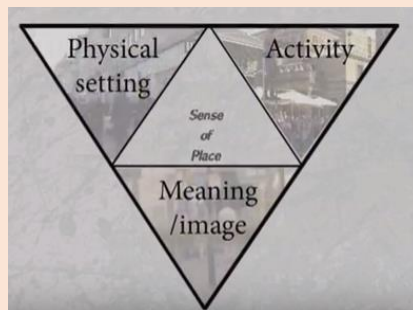 Physical
setting
Activity
Sense
of
Place
Meaning
/image